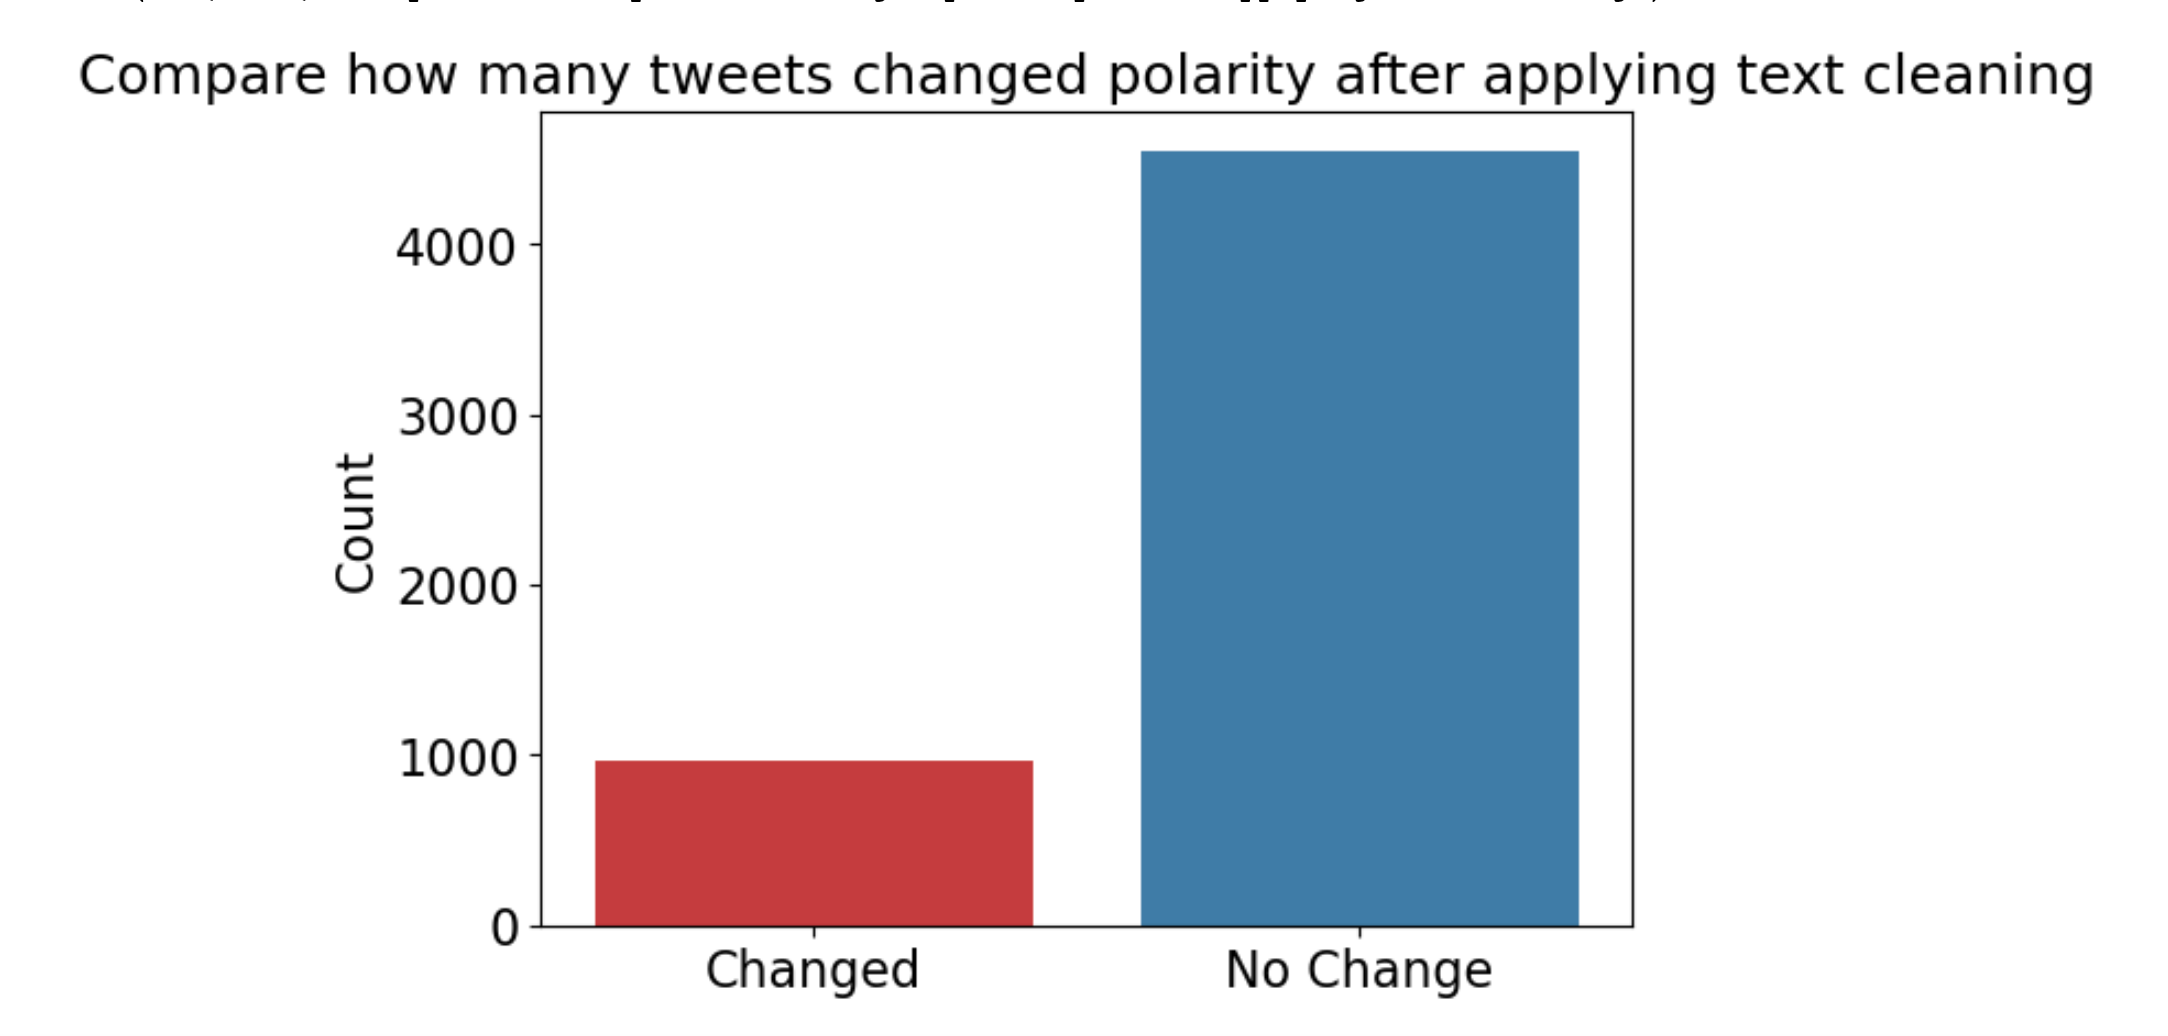 Compare how many tweets changed polarity after applying text cleaning
4000
3000
2000
1000
0
Count
Changed
No Change